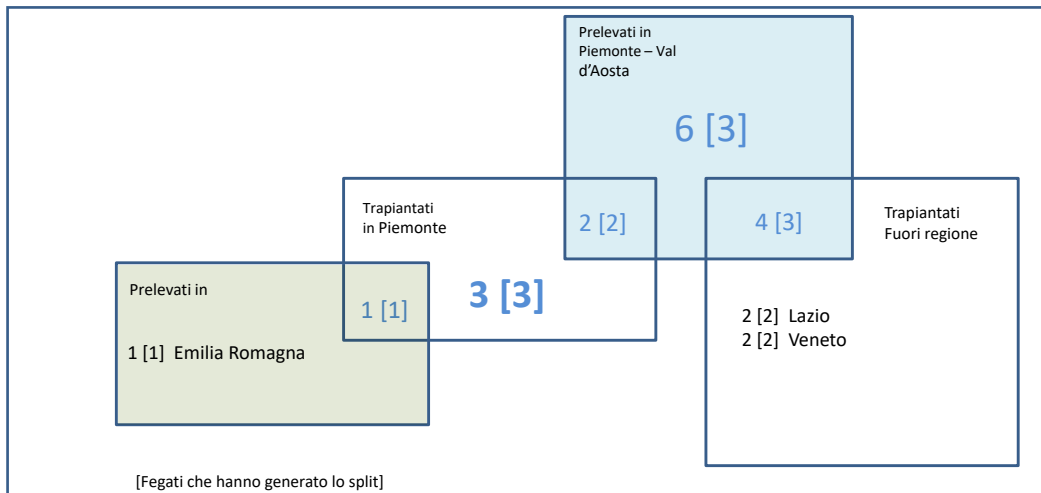 Prelevati in
Piemonte – Val
d'Aosta
6 [3]
Trapiantati
in Piemonte
2 [2]
4 [3]
Trapiantati
Fuori regione
Prelevati in
1 [1]
3 [3]
1 [1] Emilia Romagna
2 [2] Lazio
2 [2] Veneto
[Fegati che hanno generato lo split]